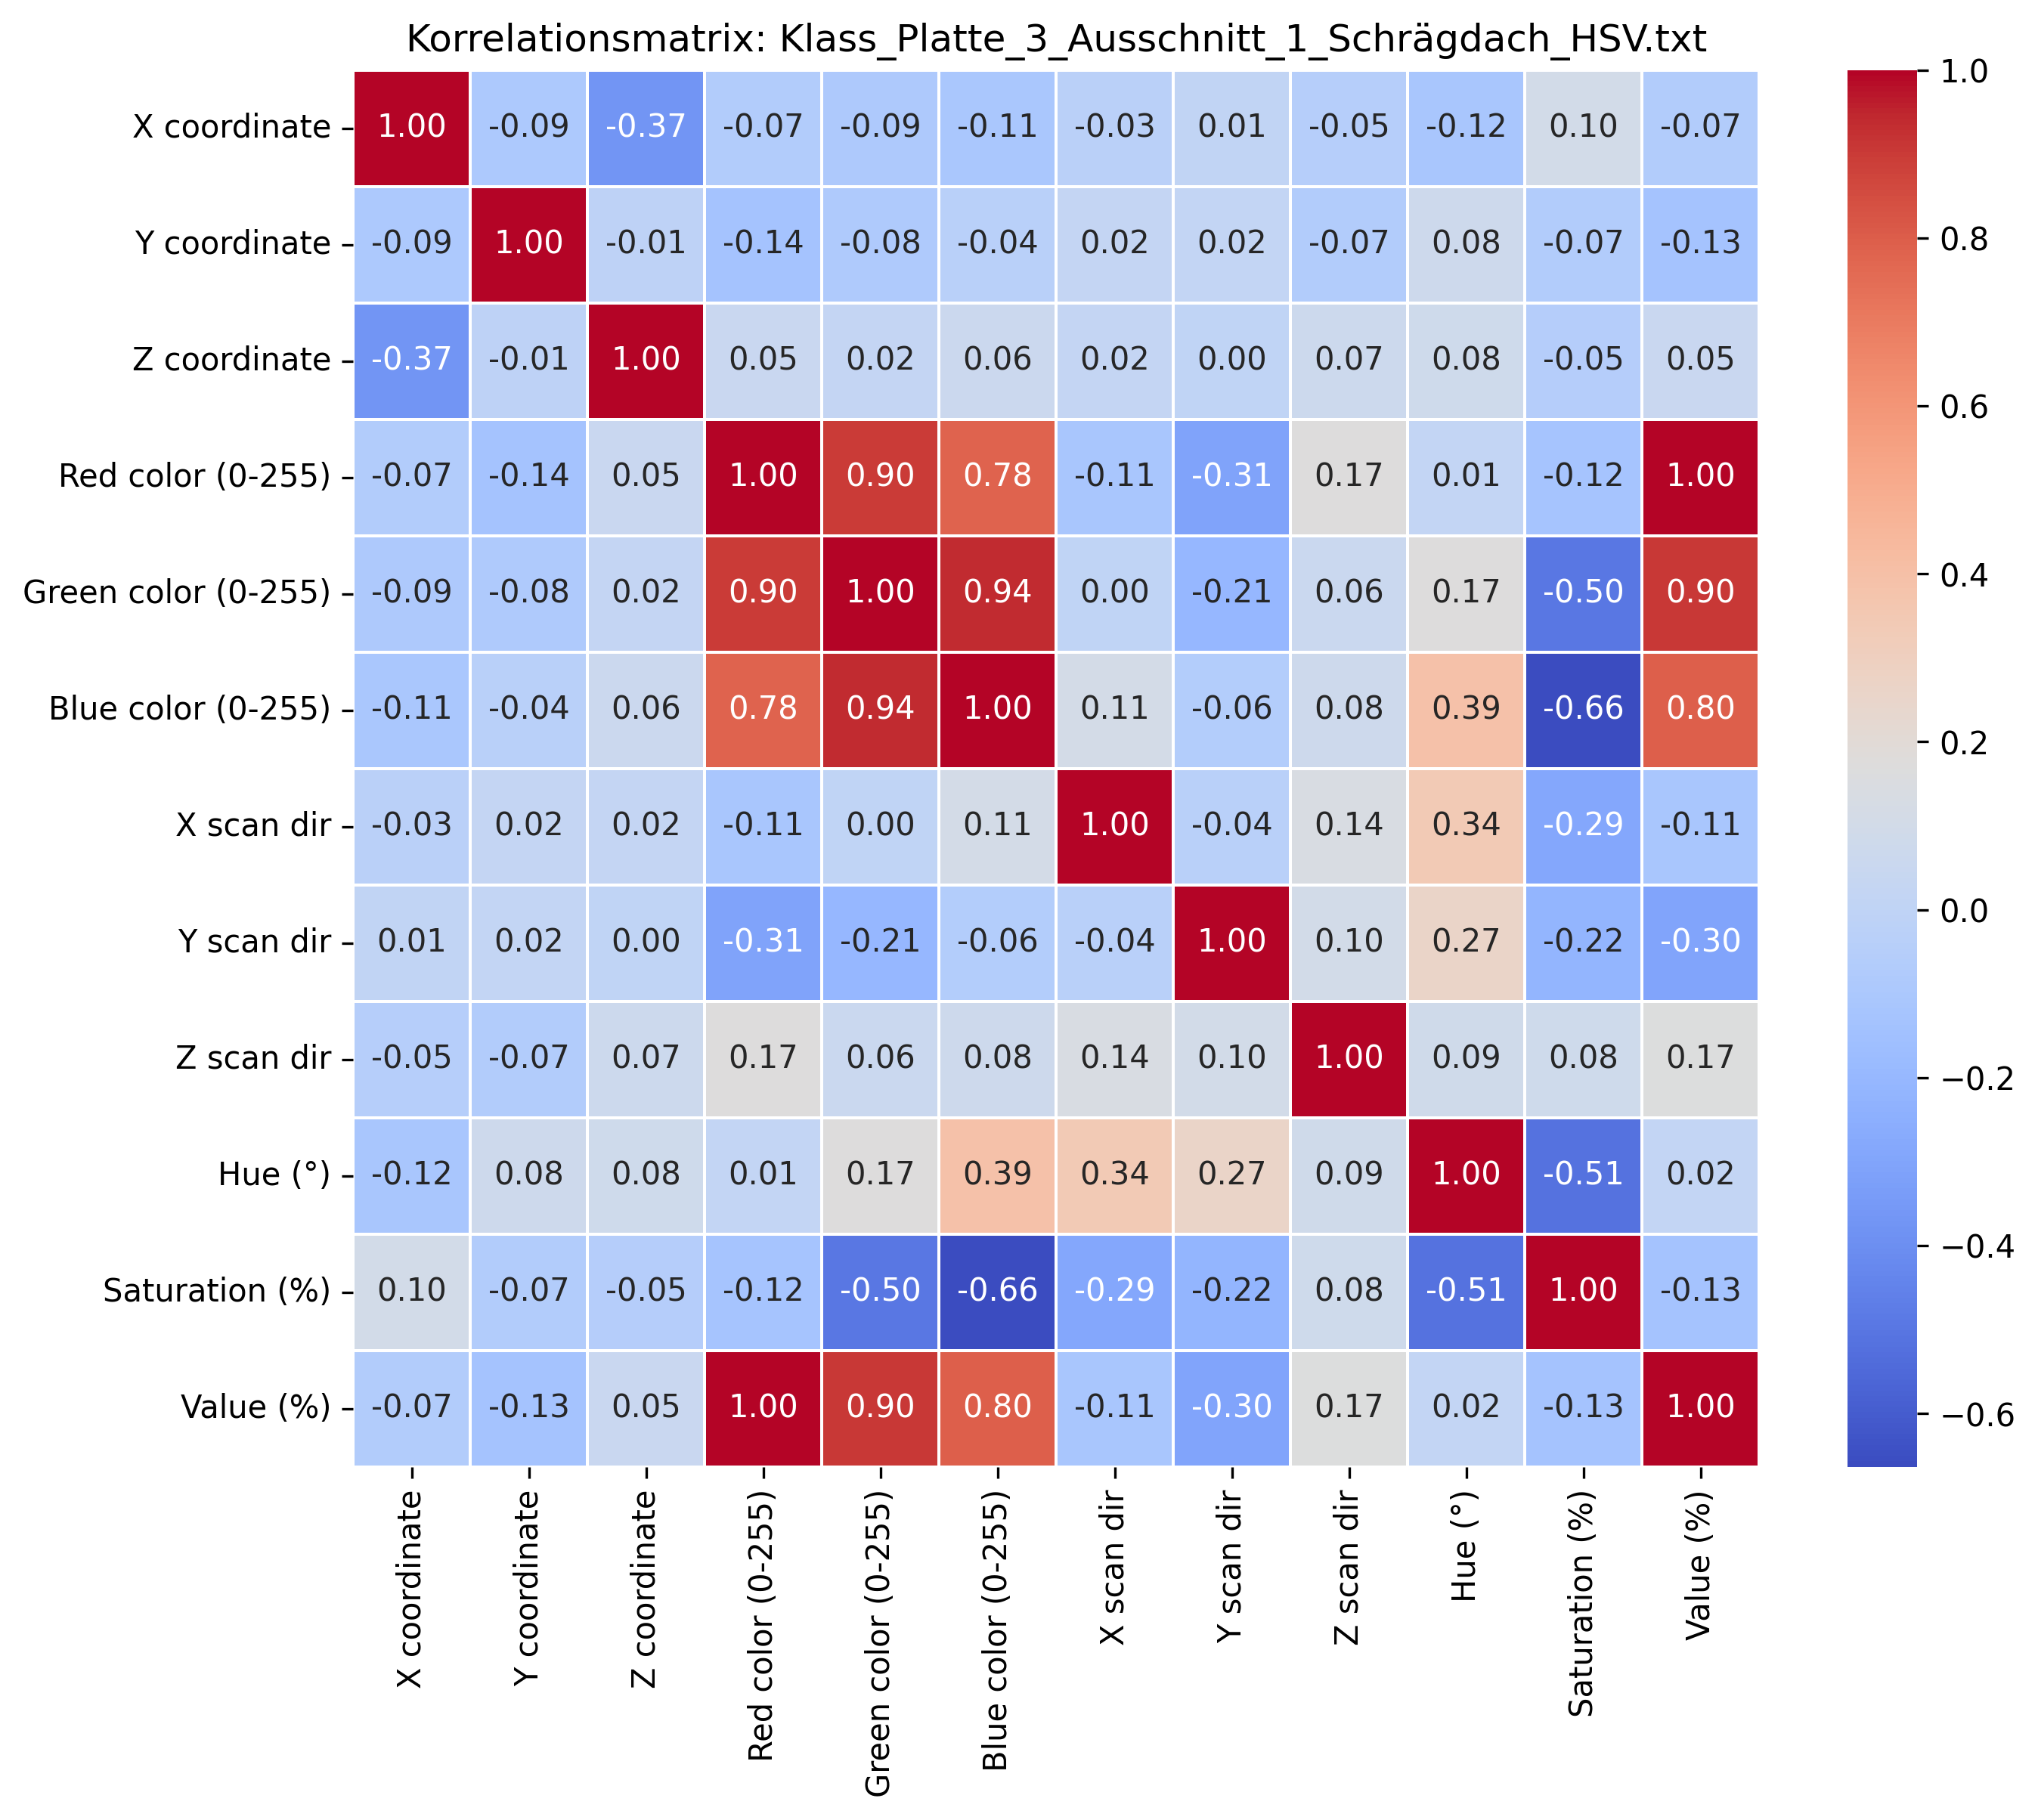 Korrelationsmatrix: Klass_Platte_3_Ausschnitt_1_Schrägdach_HSV.txt
X coordinate 1.00 -0.09 -0.37 -0.07 -0.09 -0.11 -0.03 0.01 -0.05 -0.12 0.10 -0.07
Y coordinate -0.09 1.00 -0.01 -0.14 -0.08 -0.04 0.02 0.02 -0.07 0.08 -0.07 -0.13
Z coordinate -0.37 -0.01 1.00 0.05 0.02 0.06 0.02 0.00 0.07 0.08 -0.05 0.05
Red color (0-255) -0.07 -0.14 0.05 1.00 0.90 0.78 -0.11 -0.31 0.17 0.01 -0.12 1.00
Green color (0-255) -0.09 -0.08 0.02 0.90 1.00 0.94 0.00 -0.21 0.06 0.17 -0.50 0.90
Blue color (0-255) -0.11 -0.04 0.06 0.78 0.94 1.00 0.11 -0.06 0.08 0.39 -0.66 0.80
X scan dir -0.03 0.02 0.02 -0.11 0.00 0.11 1.00 -0.04 0.14 0.34 -0.29 -0.11
Y scan dir 0.01 0.02 0.00 -0.31 -0.21 -0.06 -0.04 1.00 0.10 0.27 -0.22 -0.30
Z scan dir -0.05 -0.07 0.07 0.17 0.06 0.08 0.14 0.10 1.00 0.09 0.08 0.17
Hue (°) -0.12 0.08 0.08 0.01 0.17 0.39 0.34 0.27 0.09 1.00 -0.51 0.02
Saturation (%) 0.10 -0.07 -0.05 -0.12 -0.50 -0.66 -0.29 -0.22 0.08 -0.51 1.00 -0.13
Value (%) -0.07 -0.13 0.05 1.00 0.90 0.80 -0.11 -0.30 0.17 0.02 -0.13 1.00
X coordinate
Y coordinate
Z coordinate
Red color (0-255)
Green color (0-255)
Blue color (0-255)
X scan dir
Y scan dir
Z scan dir
Hue (°)
Saturation (%)
Value (%)
1.0
0.8
0.6
0.4
0.2
0.0
−0.2
−0.4
−0.6